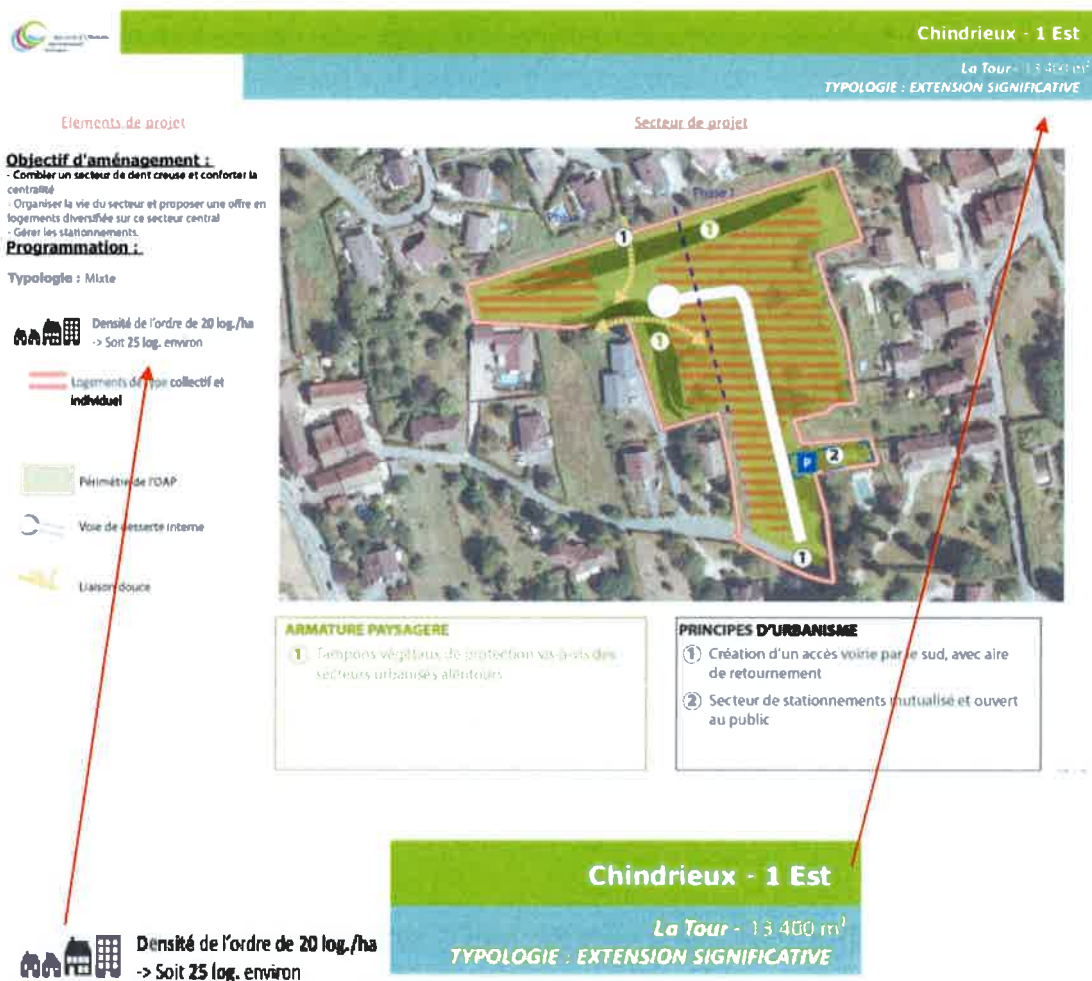 Chindrieux - 1 Est
La Tour - 13 400 m²
TYPOLOGIE : EXTENSION SIGNIFICATIVE
Elements de projet
Secteur de projet
Objectif d'aménagement :
- Combler un secteur de dent creuse et conforter la
centralité
- Organiser la vie du secteur et proposer une offre en
logements diversifiée sur ce secteur central
- Gérer les stationnements.
Programmation :
Typologie : Mixte
Densité de l'ordre de 20 log./ha
-> Soit 25 log. environ
Logements de type collectif et
individuel
Périmètre de l'OAP
Voie de desserte interne
Liaison douce
Phase
1
1
1
P
2
1
ARMATURE PAYSAGERE
1 Tampons végétaux de protection vis-à-vis des
secteurs urbanisés alentours
PRINCIPES D'URBANISME
1 Création d'un accès voirie par le sud, avec aire
de retournement
2 Secteur de stationnements mutualisé et ouvert
au public
Chindrieux - 1 Est
La Tour - 13 400 m²
TYPOLOGIE : EXTENSION SIGNIFICATIVE
Densité de l'ordre de 20 log./ha
-> Soit 25 log. environ